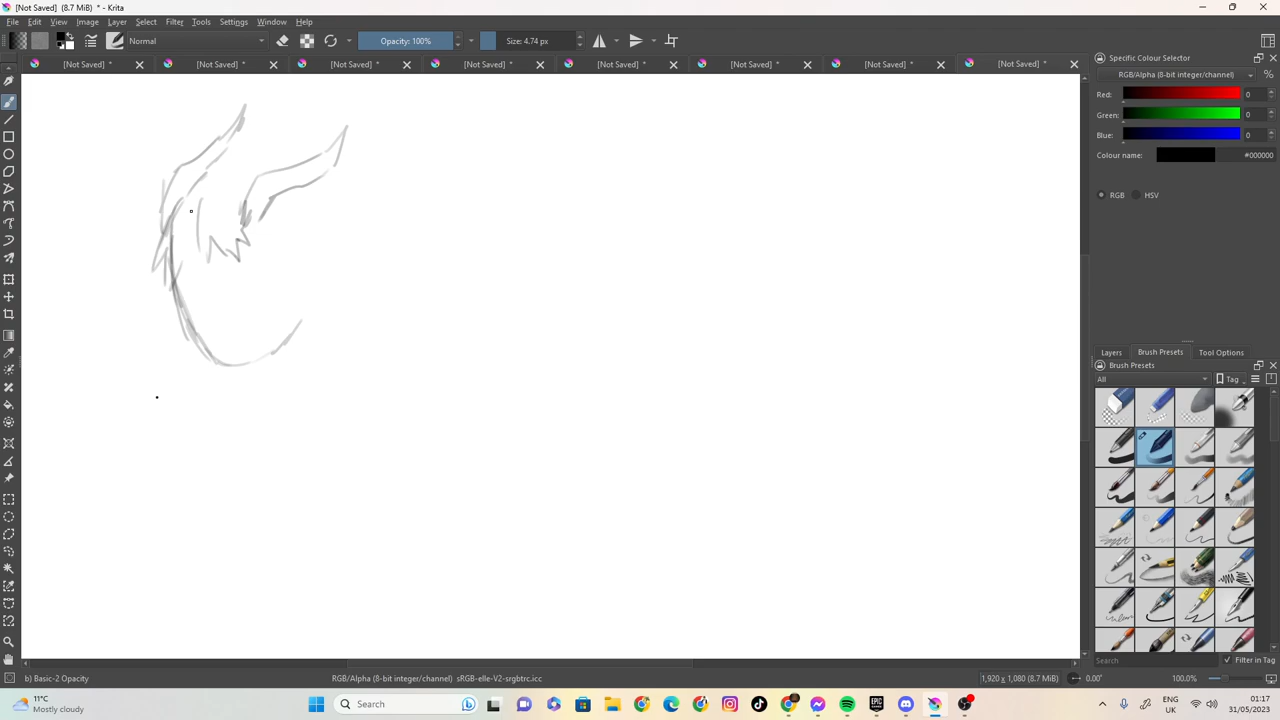 [Not Saved] (8.7 MiB) * - Krita
File Edit View Image Layer Select Filter Tools Settings Window Help
Normal Opacity: 100% Size: 4.74 px
[Not Saved] * [Not Saved] * [Not Saved] * [Not Saved] * [Not Saved] * [Not Saved] * [Not Saved] * [Not Saved] *
Specific Colour Selector
RGB/Alpha (8-bit integer/channel) %
Red: 0
Green: 0
Blue: 0
Colour name: #000000
RGB HSV
Layers Brush Presets Tool Options
Brush Presets
All Tag
Search Filter in Tag
b) Basic-2 Opacity RGB/Alpha (8-bit integer/channel) sRGB-elle-V2-srgbtrc.icc 1,920 x 1,080 (8.7 MiB) 0.00° 100.0%
11°C
Mostly cloudy
Search
ENG
UK
01:17
31/05/2023